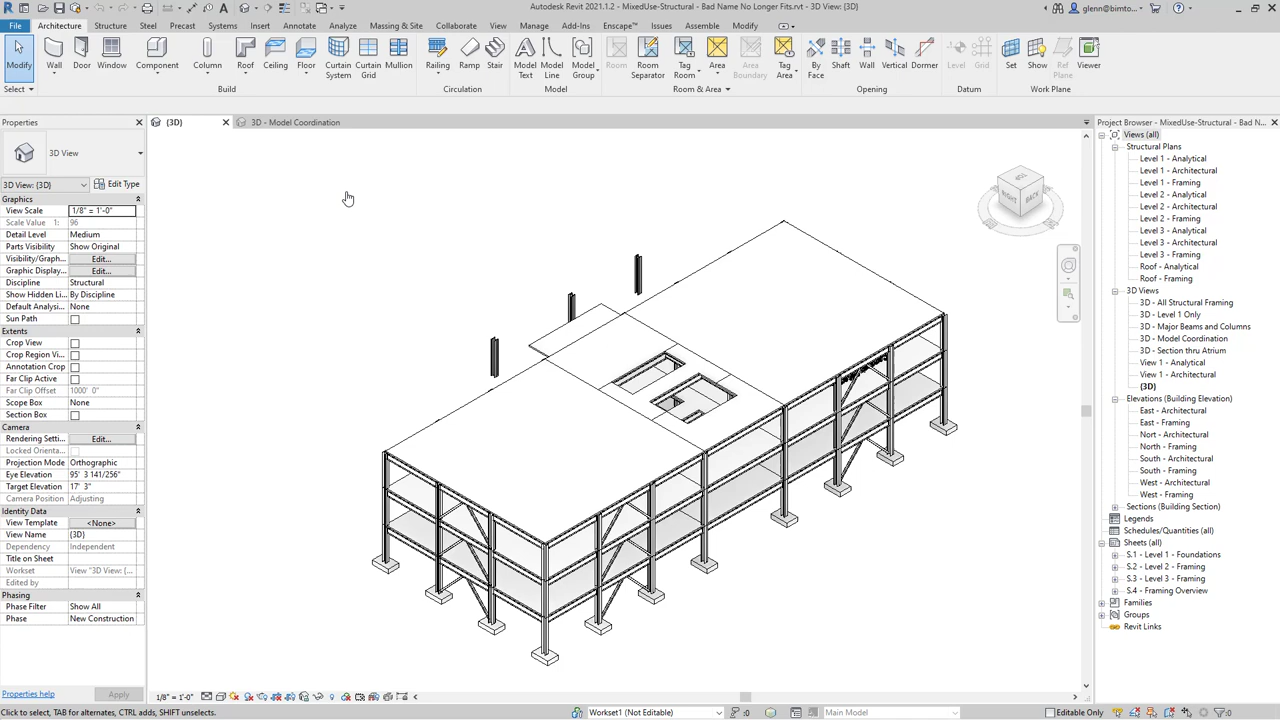 Autodesk Revit 2021.1.2 - MixedUse-Structural - Bad Name No Longer Fits.rvt - 3D View: {3D}
glenn@bimto...
File Architecture Structure Steel Precast Systems Insert Annotate Analyze Massing & Site Collaborate View Manage Add-Ins Enscape™ Issues Assemble Modify
Modify Wall Door Window Component Column Roof Ceiling Floor Curtain System Curtain Grid Mullion Railing Ramp Stair Model Text Model Line Model Group Room Room Separator Tag Room Area Area Boundary Tag Area By Face Shaft Wall Vertical Dormer Level Grid Set Show Ref Plane Viewer
Select Build Circulation Model Room & Area Opening Datum Work Plane
Properties
{3D}
3D - Model Coordination
Project Browser - MixedUse-Structural - Bad N...
3D View
3D View: {3D} Edit Type
Graphics
View Scale 1/8" = 1'-0"
Scale Value 1: 96
Detail Level Medium
Parts Visibility Show Original
Visibility/Graph... Edit...
Graphic Display... Edit...
Discipline Structural
Show Hidden Li... By Discipline
Default Analysi... None
Sun Path
Extents
Crop View
Crop Region Vi...
Annotation Crop
Far Clip Active
Far Clip Offset 1000' 0"
Scope Box None
Section Box
Camera
Rendering Setti... Edit...
Locked Orienta...
Projection Mode Orthographic
Eye Elevation 95' 3 141/256"
Target Elevation 17' 3"
Camera Position Adjusting
Identity Data
View Template <None>
View Name {3D}
Dependency Independent
Title on Sheet
Workset View "3D View: {...
Edited by
Phasing
Phase Filter Show All
Phase New Construction
Properties help Apply
RIGHT BACK
Views (all)
Structural Plans
Level 1 - Analytical
Level 1 - Architectural
Level 1 - Framing
Level 2 - Analytical
Level 2 - Architectural
Level 2 - Framing
Level 3 - Analytical
Level 3 - Architectural
Level 3 - Framing
Roof - Analytical
Roof - Framing
3D Views
3D - All Structural Framing
3D - Level 1 Only
3D - Major Beams and Columns
3D - Model Coordination
3D - Section thru Atrium
View 1 - Analytical
View 1 - Architectural
{3D}
Elevations (Building Elevation)
East - Architectural
East - Framing
Nort - Architectural
North - Framing
South - Architectural
South - Framing
West - Architectural
West - Framing
Sections (Building Section)
Legends
Schedules/Quantities (all)
Sheets (all)
S.1 - Level 1 - Foundations
S.2 - Level 2 - Framing
S.3 - Level 3 - Framing
S.4 - Framing Overview
Families
Groups
Revit Links
1/8" = 1'-0"
Click to select, TAB for alternates, CTRL adds, SHIFT unselects. Workset1 (Not Editable) :0 Main Model Editable Only :0